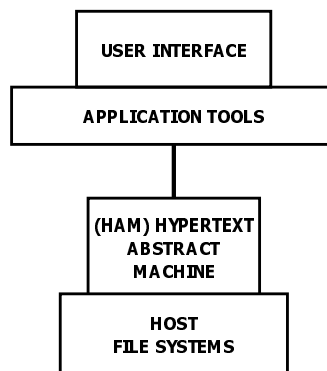 USER INTERFACE
APPLICATION TOOLS
(HAM) HYPERTEXT
ABSTRACT
MACHINE
HOST
FILE SYSTEMS